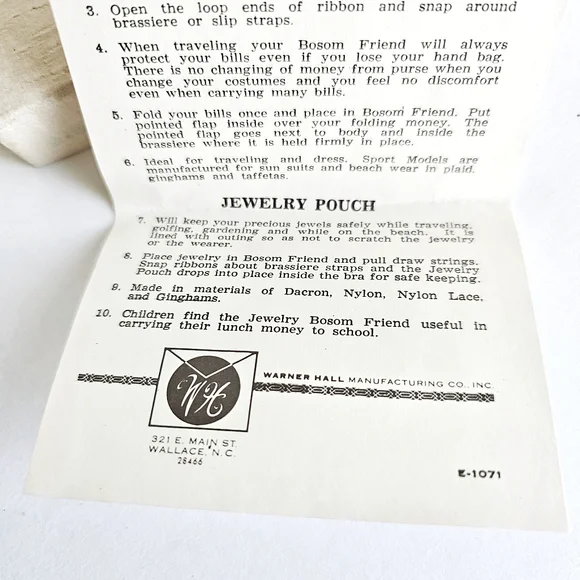 3. Open the loop ends of ribbon and snap around
brassiere or slip straps.
4. When traveling your Bosom Friend will always
protect your bills even if you lose your hand bag.
There is no changing of money from purse when you
change your costumes and you feel no discomfort
even when carrying many bills.
5. Fold your bills once and place in Bosom Friend. Put
pointed flap inside over your folding money. The
pointed flap goes next to body and inside the
brassiere where it is held firmly in place.
6. Ideal for traveling and dress. Sport Models are
manufactured for sun suits and beach wear in plaid,
ginghams and taffetas.
JEWELRY POUCH
7. Will keep your precious jewels safely while traveling,
golfing, gardening and while on the beach. It is
lined with outing so as not to scratch the jewelry
or the wearer.
8. Place jewelry in Bosom Friend and pull draw strings.
Snap ribbons about brassiere straps and the Jewelry
Pouch drops into place inside the bra for safe keeping.
9. Made in materials of Dacron, Nylon, Nylon Lace,
and Ginghams.
10. Children find the Jewelry Bosom Friend useful in
carrying their lunch money to school.
WH
WARNER HALL MANUFACTURING CO., INC.
321 E. MAIN ST.
WALLACE, N.C.
28466
E-1071